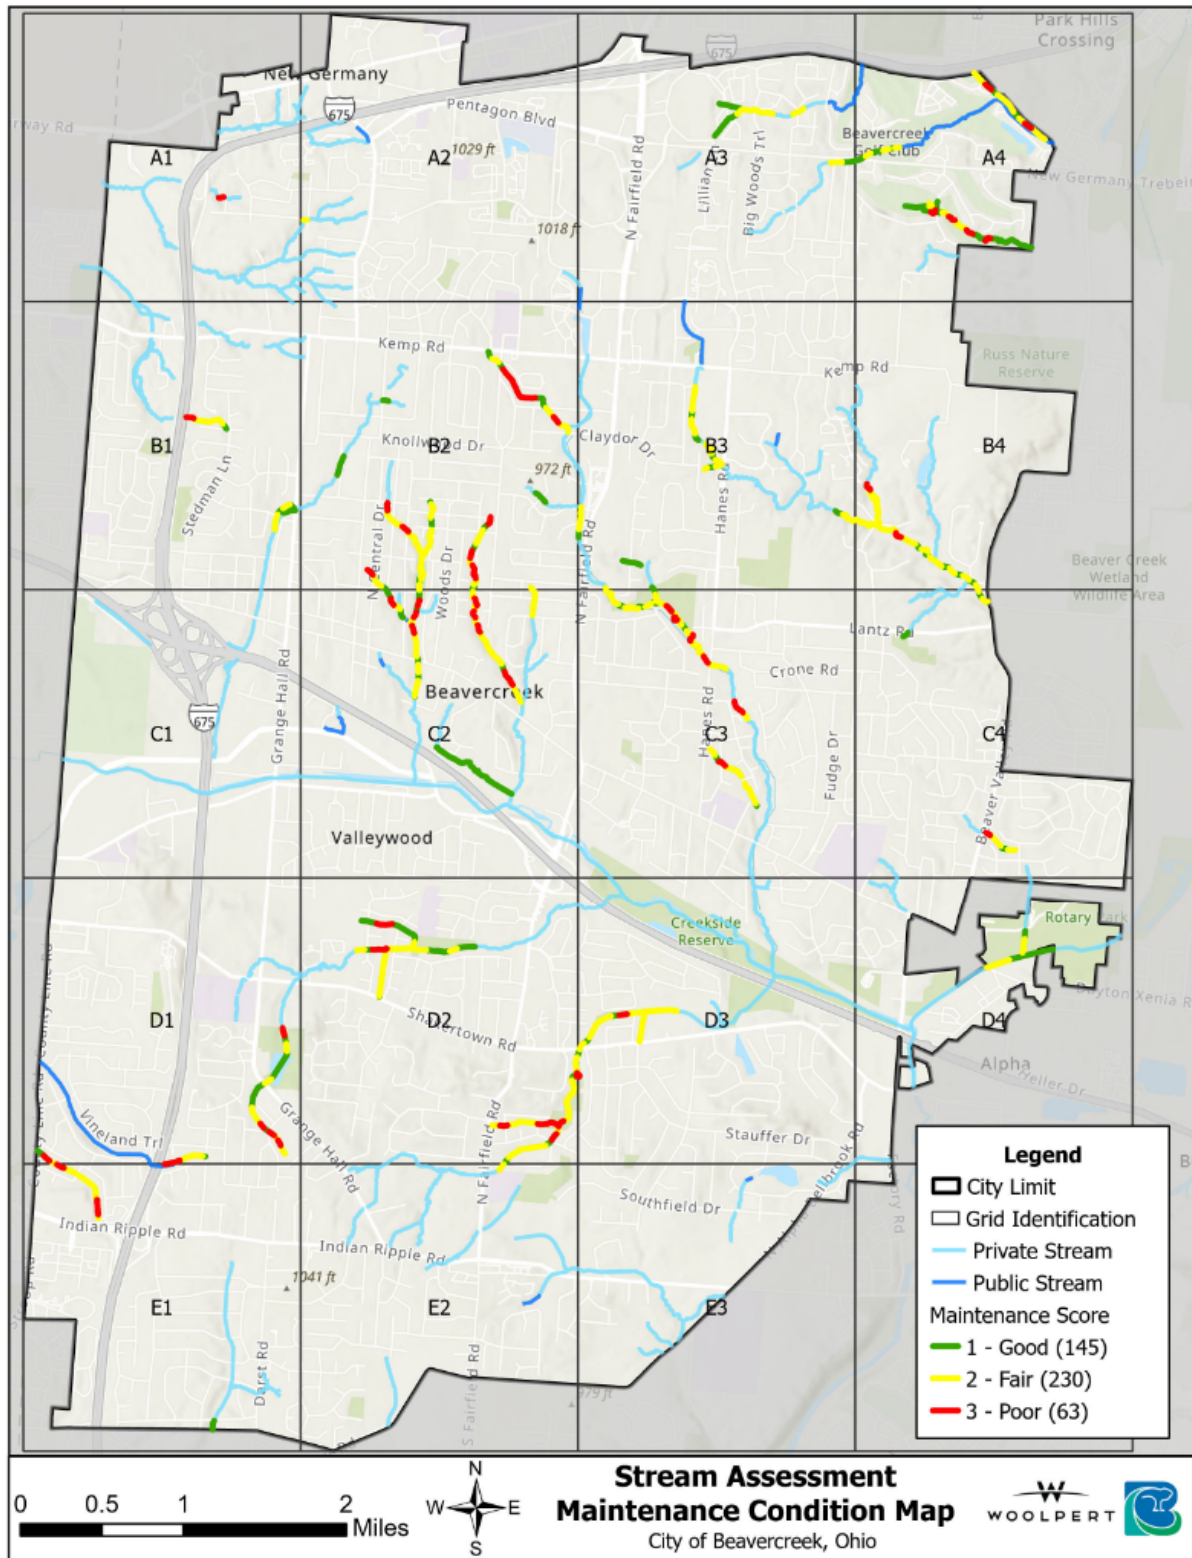 Park Hills
Crossing
675
New Germany
675
Pentagon Blvd
Beavercreek
Golf Club
A1
A2
1029 ft
A3
A4
New Germany Trebein
Lillian
Big Woods Trl
N Fairfield Rd
1018 ft
Kemp Rd
Kemp Rd
Russ Nature
Reserve
B1
Knollwood Dr
B2
Claydor Dr
B3
B4
972 ft
Stedman Ln
Hanes Rd
N Central Dr
Woods Dr
N Fairfield Rd
Beaver Creek
Wetland
Wildlife Area
Lantz Rd
Crone Rd
Grange Hall Rd
Beavercreek
Hanes Rd
675
C1
C2
C3
Fudge Dr
C4
Beaver Valley Rd
Valleywood
Creekside
Reserve
Rotary Park
County Line Rd
Dayton Xenia R
D1
D2
D3
D4
Shakertown Rd
Alpha
Heller Dr
Vineland Trl
Grange Hall Rd
N Fairfield Rd
Stauffer Dr
Southfield Dr
Indian Ripple Rd
Indian Ripple Rd
1041 ft
E1
E2
E3
Darst Rd
S Fairfield Rd
979 ft
Legend
City Limit
Grid Identification
Private Stream
Public Stream
Maintenance Score
1 - Good (145)
2 - Fair (230)
3 - Poor (63)
0 0.5 1 2
Miles
N
W E
S
Stream Assessment
Maintenance Condition Map
City of Beavercreek, Ohio
WOOLPERT